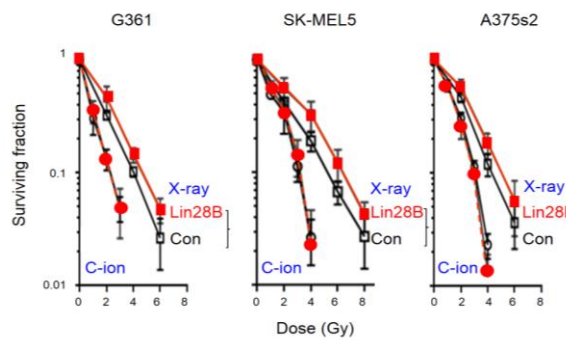 G361
SK-MEL5
A375s2
Surviving fraction
1
0.1
0.01
X-ray
Lin28B
Con
C-ion
0 2 4 6 8
X-ray
Lin28B
Con
C-ion
0 2 4 6 8
X-ray
Lin28B
Con
C-ion
0 2 4 6 8
Dose (Gy)